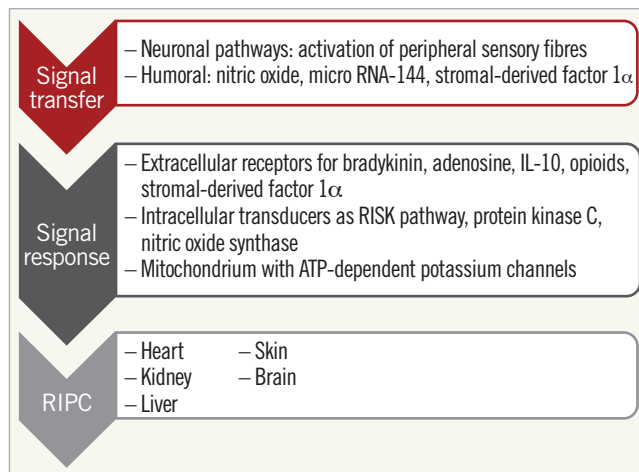 Signal
transfer
– Neuronal pathways: activation of peripheral sensory fibres
– Humoral: nitric oxide, micro RNA-144, stromal-derived factor 1α
Signal
response
– Extracellular receptors for bradykinin, adenosine, IL-10, opioids,
stromal-derived factor 1α
– Intracellular transducers as RISK pathway, protein kinase C,
nitric oxide synthase
– Mitochondrium with ATP-dependent potassium channels
RIPC
– Heart – Skin
– Kidney – Brain
– Liver